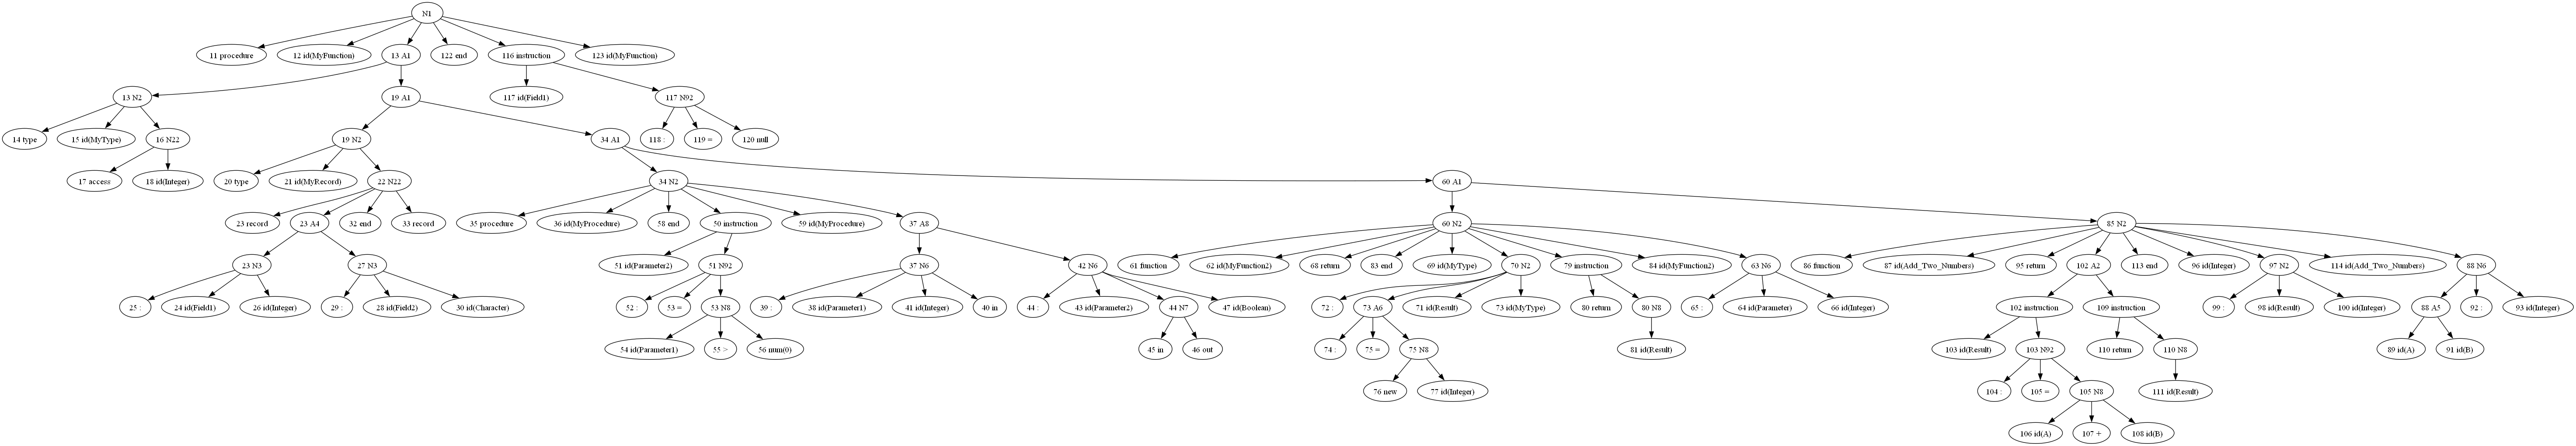 N1
11 procedure
12 id(MyFunction)
13 A1
122 end
116 instruction
123 id(MyFunction)
13 N2
19 A1
117 id(Field1)
117 N92
14 type
15 id(MyType)
16 N22
19 N2
34 A1
118 :
119 =
120 null
17 access
18 id(Integer)
20 type
21 id(MyRecord)
22 N22
34 N2
60 A1
23 record
23 A4
32 end
33 record
35 procedure
36 id(MyProcedure)
58 end
50 instruction
59 id(MyProcedure)
37 A8
60 N2
85 N2
23 N3
27 N3
51 id(Parameter2)
51 N92
37 N6
42 N6
61 function
62 id(MyFunction2)
68 return
83 end
69 id(MyType)
70 N2
79 instruction
84 id(MyFunction2)
63 N6
86 function
87 id(Add_Two_Numbers)
95 return
102 A2
113 end
96 id(Integer)
97 N2
114 id(Add_Two_Numbers)
88 N6
25 :
24 id(Field1)
26 id(Integer)
29 :
28 id(Field2)
30 id(Character)
52 :
53 =
53 N8
39 :
38 id(Parameter1)
41 id(Integer)
40 in
44 :
43 id(Parameter2)
44 N7
47 id(Boolean)
72 :
73 A6
71 id(Result)
73 id(MyType)
80 return
80 N8
65 :
64 id(Parameter)
66 id(Integer)
102 instruction
109 instruction
99 :
98 id(Result)
100 id(Integer)
88 A5
92 :
93 id(Integer)
54 id(Parameter1)
55 >
56 num(0)
45 in
46 out
74 :
75 =
75 N8
81 id(Result)
103 id(Result)
103 N92
110 return
110 N8
89 id(A)
91 id(B)
76 new
77 id(Integer)
104 :
105 =
105 N8
111 id(Result)
106 id(A)
107 +
108 id(B)